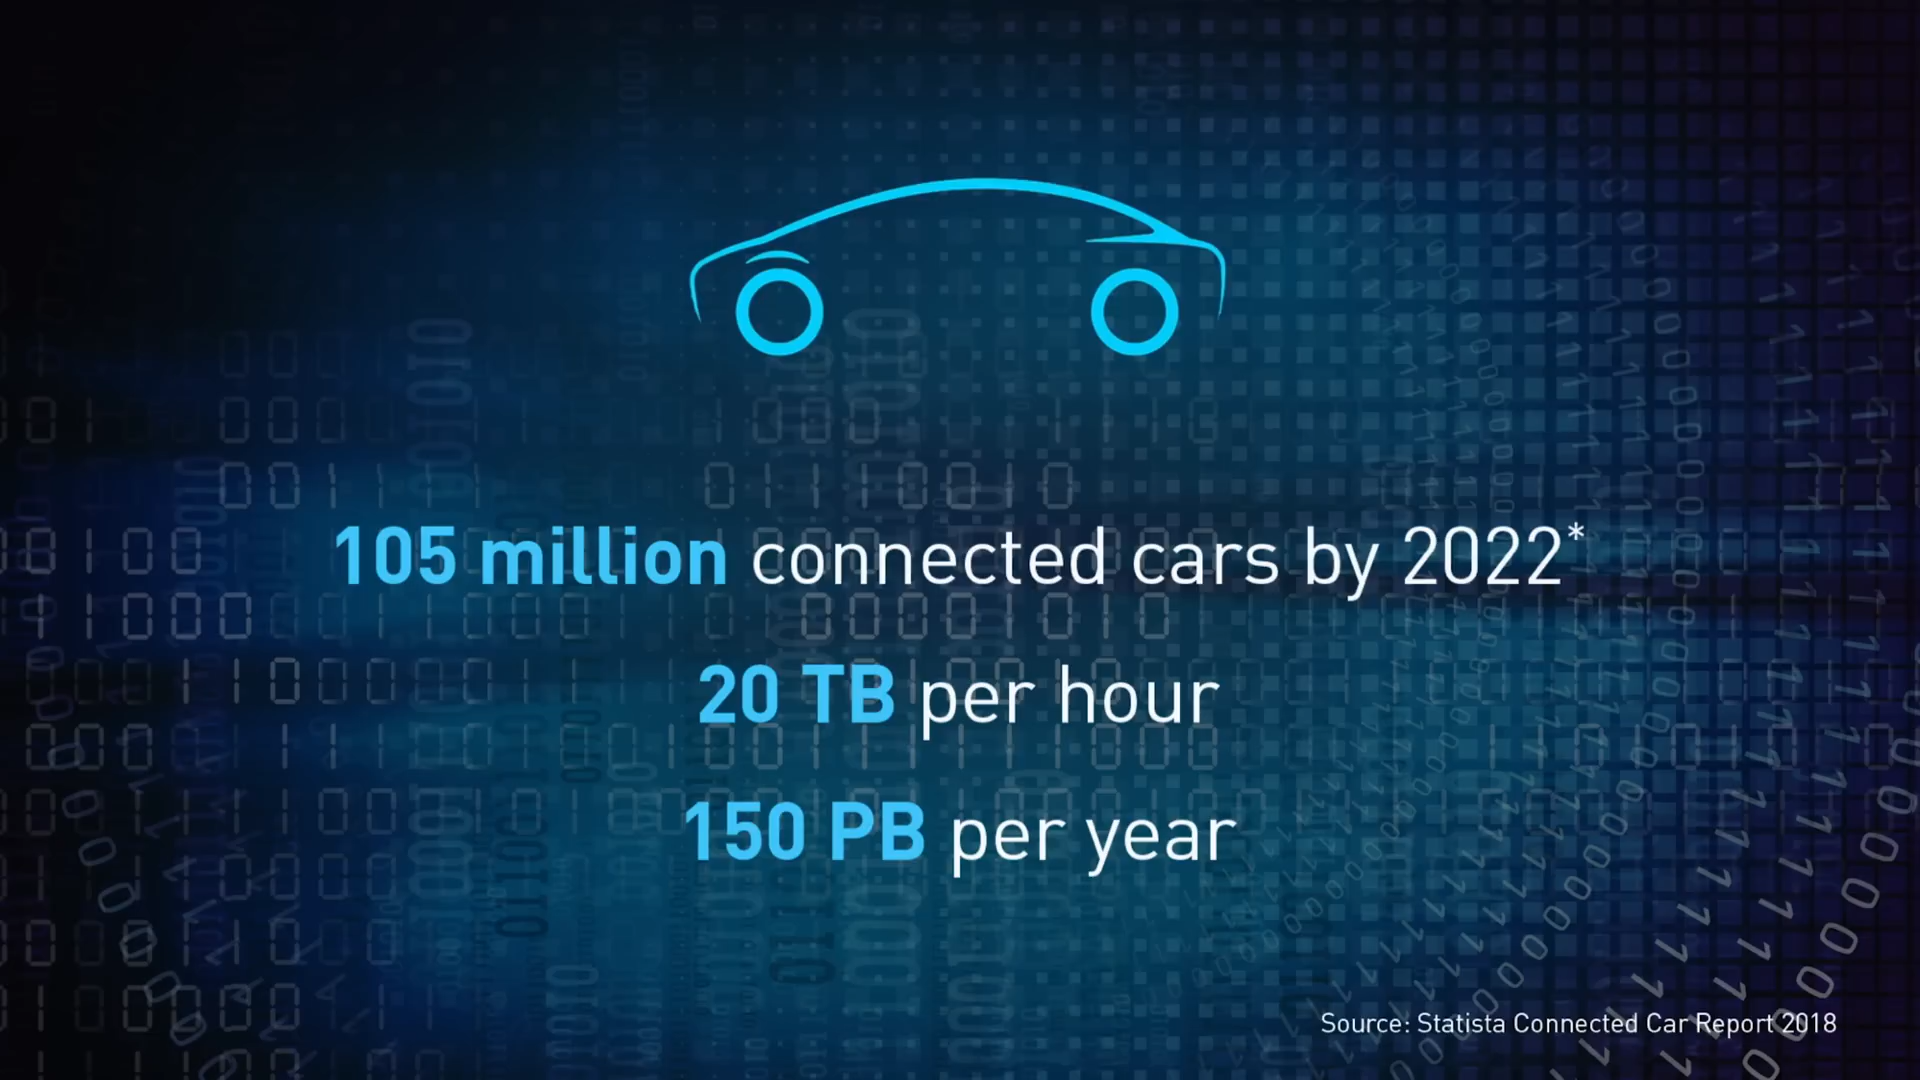 105 million connected cars by 2022*
20 TB per hour
150 PB per year
Source: Statista Connected Car Report 2018